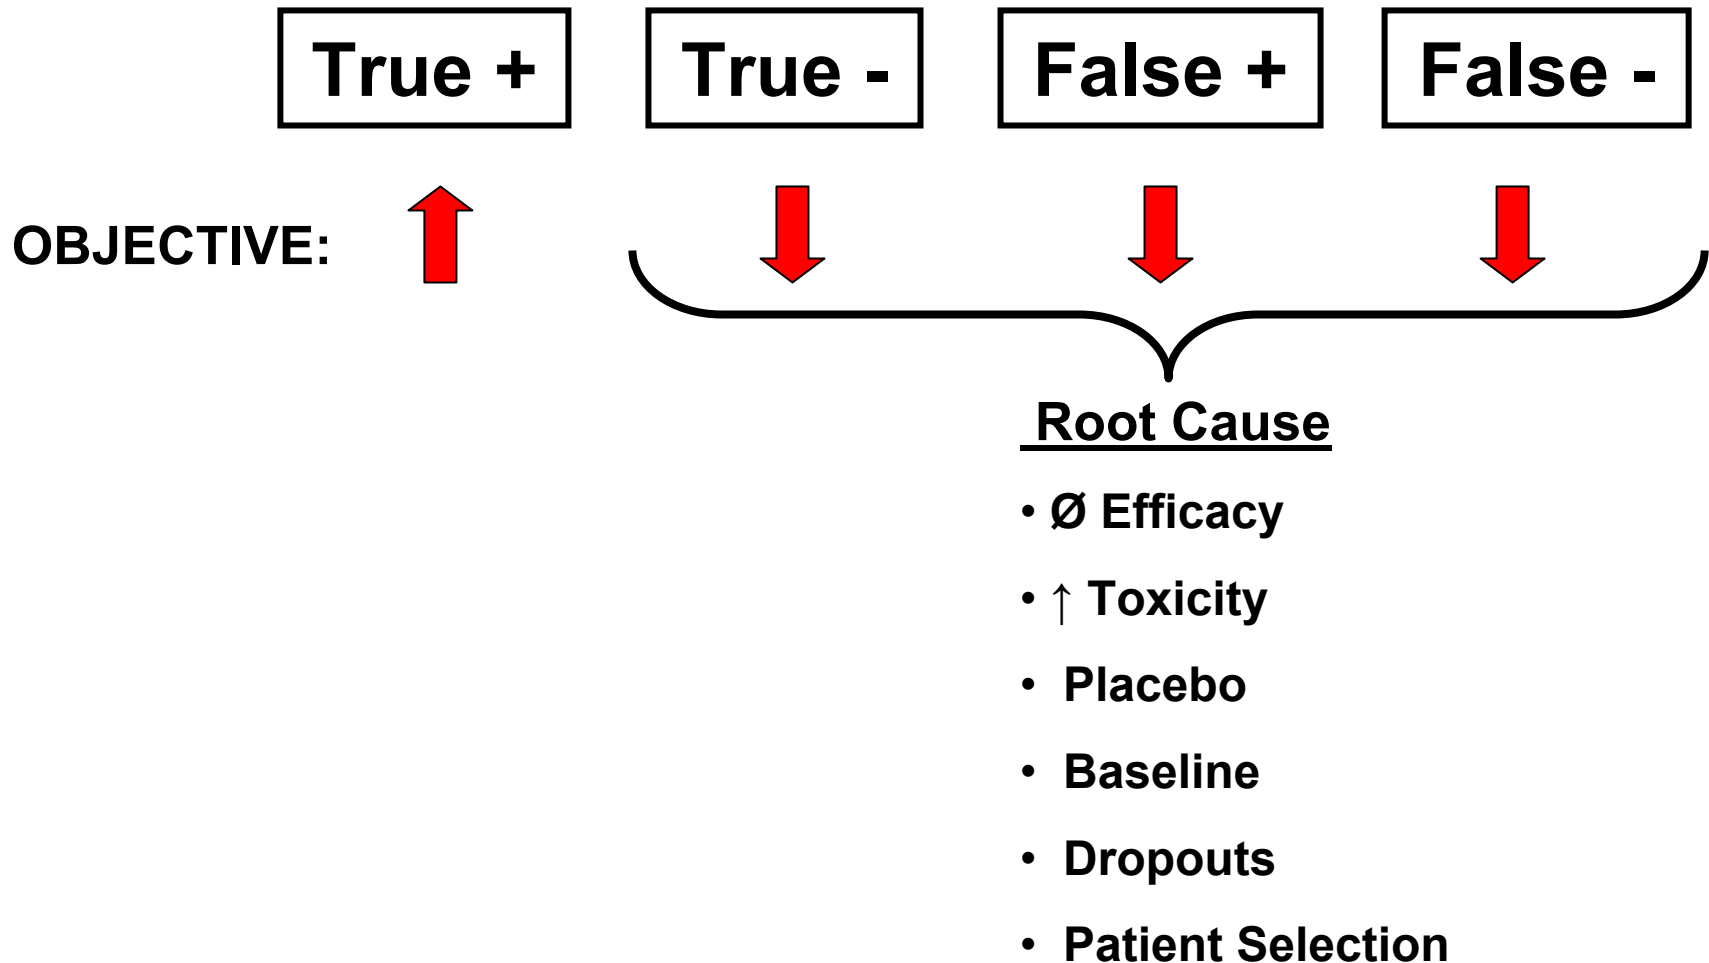 True + True - False + False -
OBJECTIVE:
Root Cause
• Ø Efficacy
• ↑ Toxicity
• Placebo
• Baseline
• Dropouts
• Patient Selection